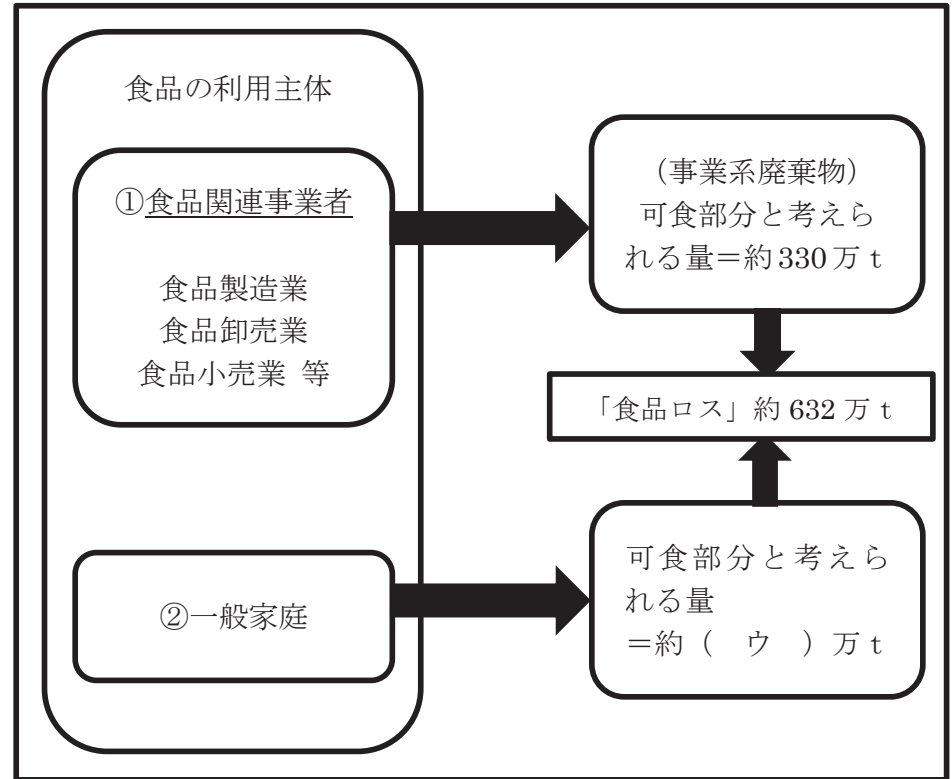 食品の利用主体
①食品関連事業者
食品製造業
食品卸売業
食品小売業 等
(事業系廃棄物)
可食部分と考えら
れる量=約330万t
「食品ロス」約632万t
②一般家庭
可食部分と考えら
れる量
=約( ウ )万t